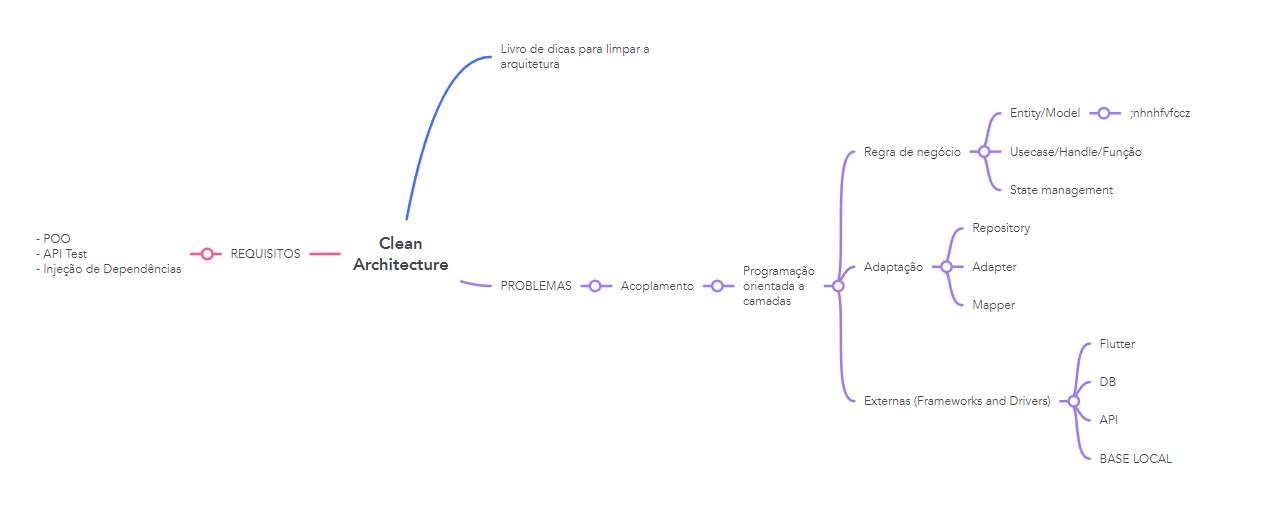 Livro de dicas para limpar a
arquitetura
Entity/Model
;nhnhfvfccz
Regra de negócio
Usecase/Handle/Função
State management
- POO
- API Test
- Injeção de Dependências
REQUISITOS
Clean
Architecture
PROBLEMAS
Acoplamento
Programação
orientada a
camadas
Repository
Adaptação
Adapter
Mapper
Flutter
DB
Externas (Frameworks and Drivers)
API
BASE LOCAL